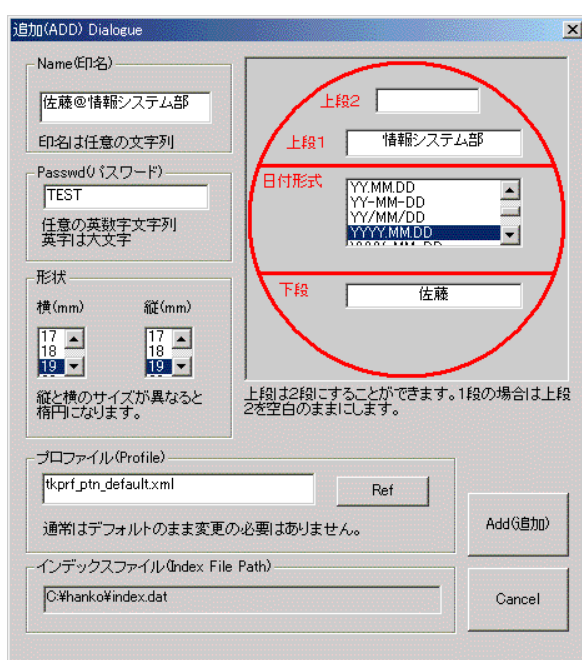 追加(ADD) Dialogue
Name(印名)
佐藤@情報システム部
印名は任意の文字列
Passwd(パスワード)
TEST
任意の英数字文字列
英字は大文字
形状
横(mm)
縦(mm)
17
18
19
17
18
19
縦と横のサイズが異なると
楕円になります。
上段2
上段1
情報システム部
日付形式
YY.MM.DD
YY-MM-DD
YY/MM/DD
YYYY.MM.DD
下段
佐藤
上段は2段にすることができます。1段の場合は上段
2を空白のままにします。
プロファイル(Profile)
tkprf_ptn_default.xml
Ref
通常はデフォルトのまま変更の必要はありません。
Add(追加)
インデックスファイル(Index File Path)
C:¥hanko¥index.dat
Cancel